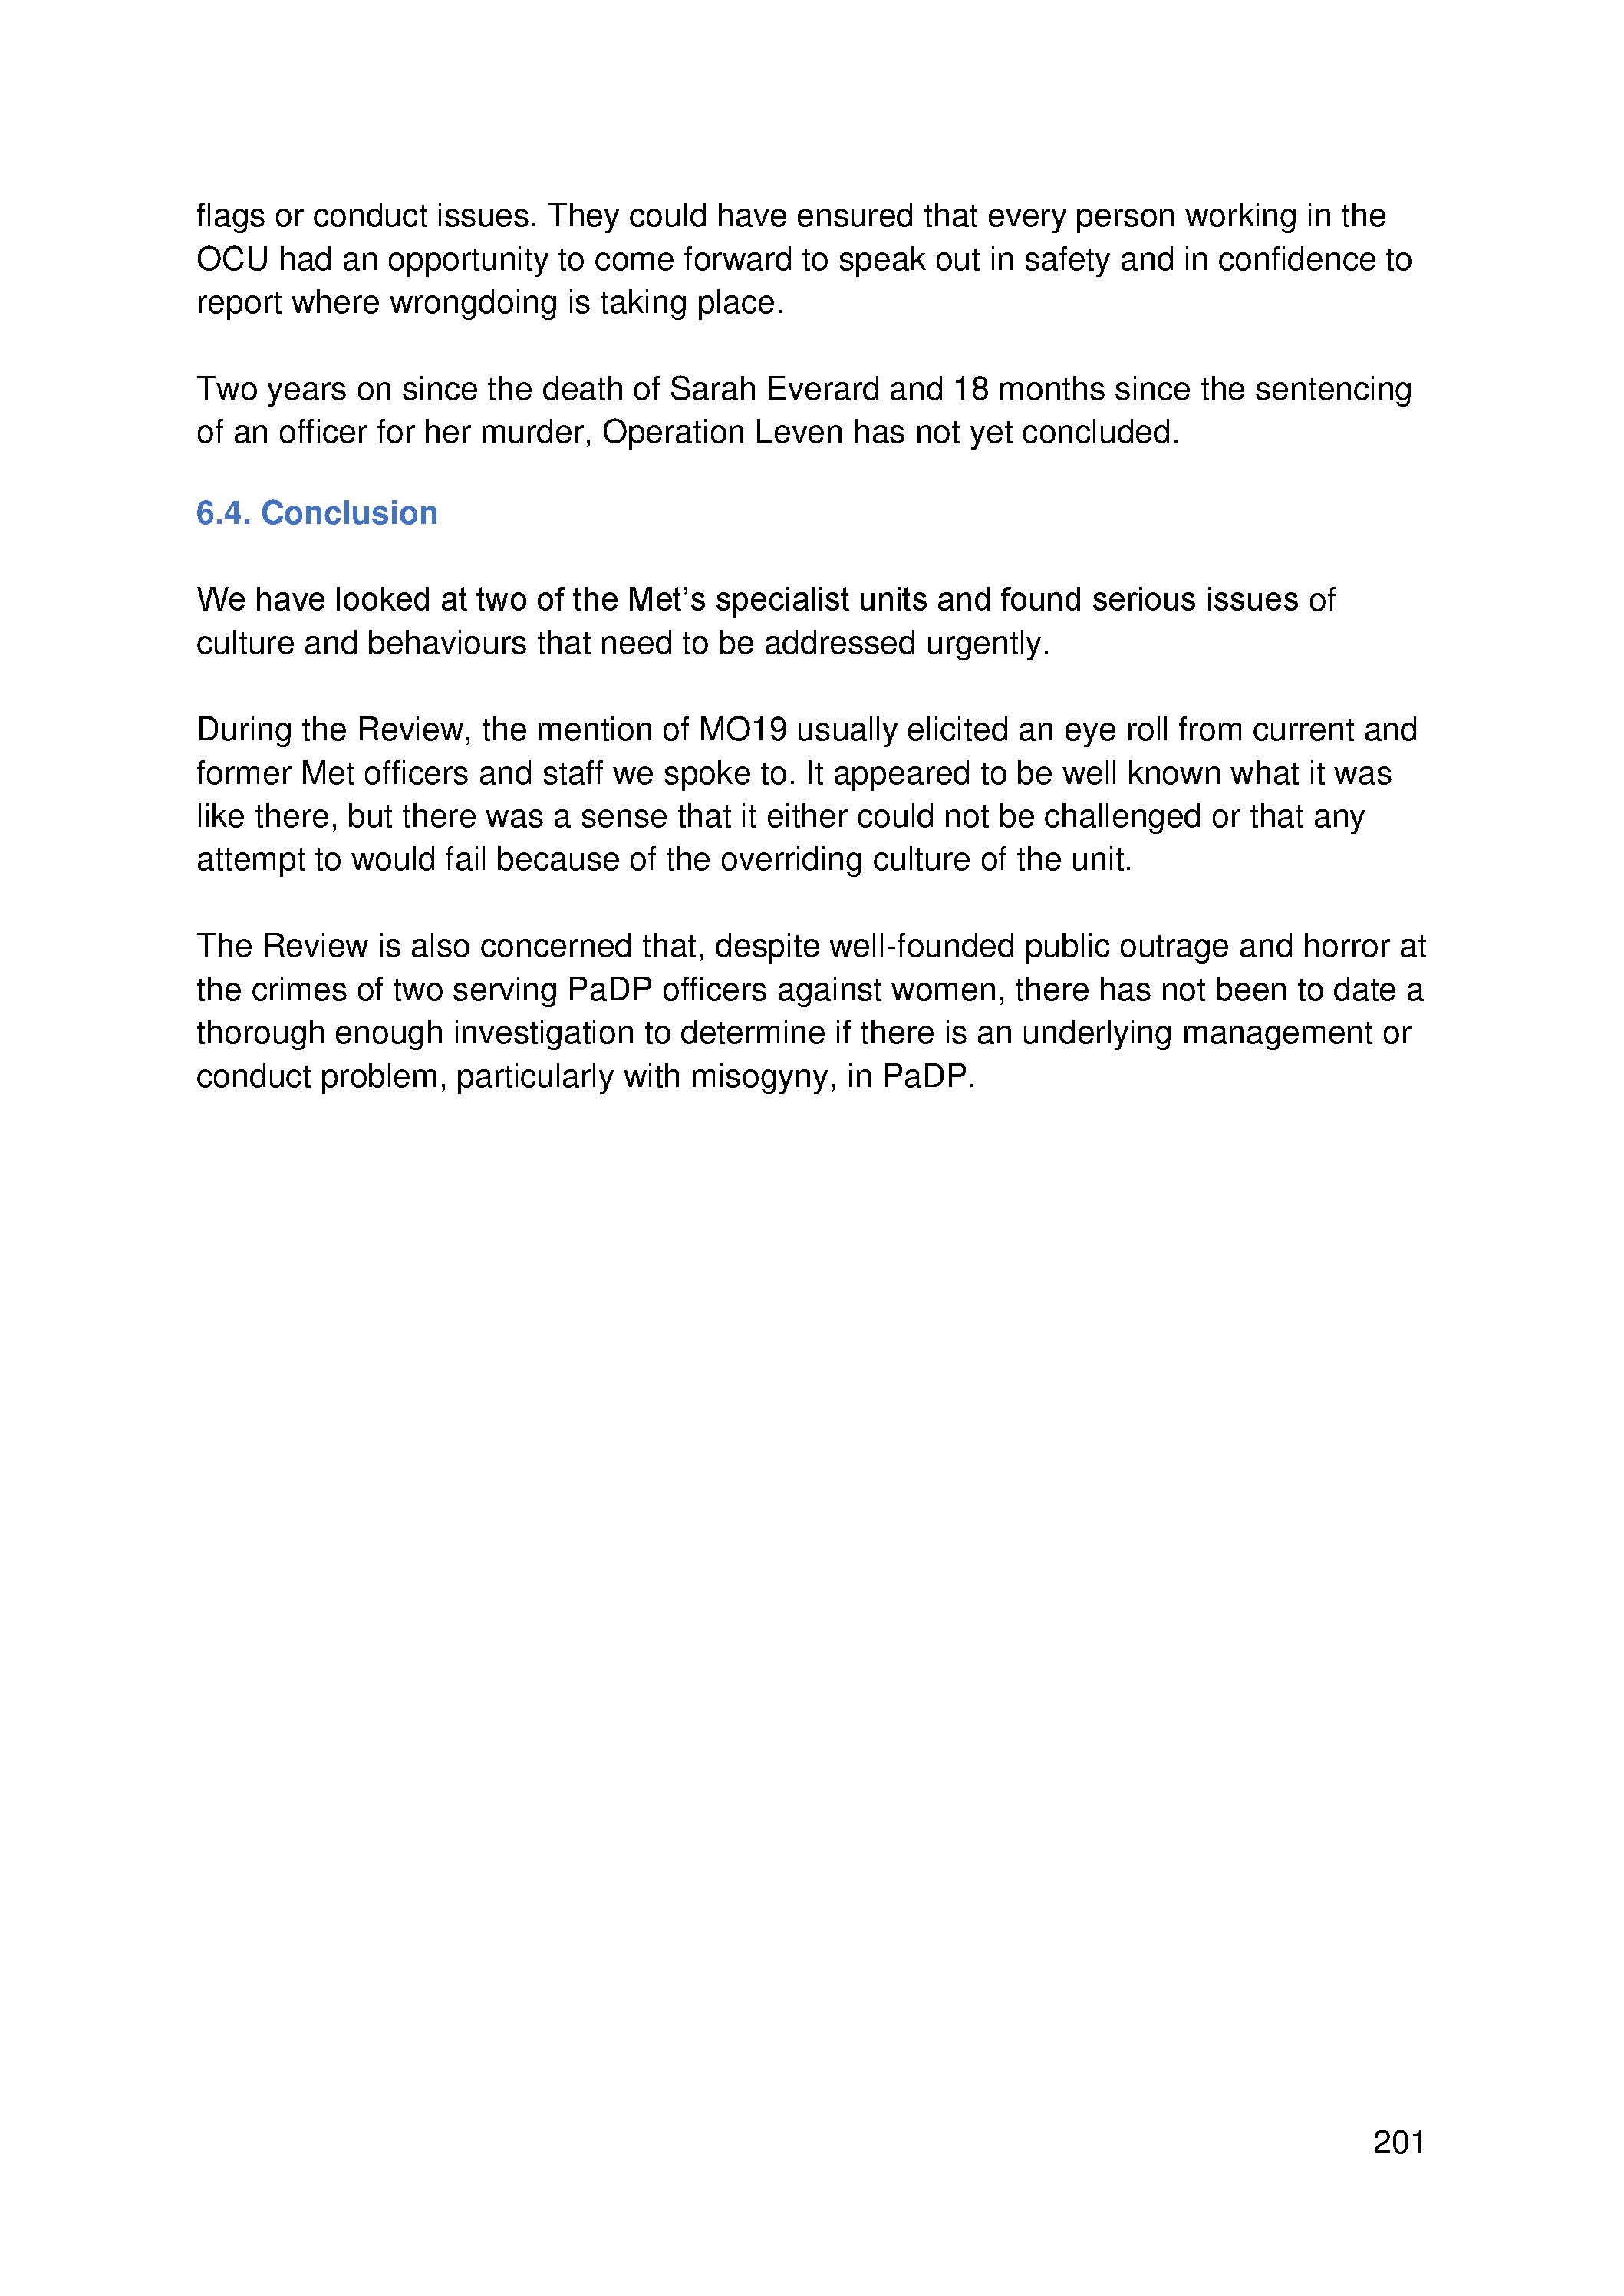 flags or conduct issues. They could have ensured that every person working in the
OCU had an opportunity to come forward to speak out in safety and in confidence to
report where wrongdoing is taking place.
Two years on since the death of Sarah Everard and 18 months since the sentencing
of an officer for her murder, Operation Leven has not yet concluded.
6.4. Conclusion
We have looked at two of the Met’s specialist units and found serious issues of
culture and behaviours that need to be addressed urgently.
During the Review, the mention of MO19 usually elicited an eye roll from current and
former Met officers and staff we spoke to. It appeared to be well known what it was
like there, but there was a sense that it either could not be challenged or that any
attempt to would fail because of the overriding culture of the unit.
The Review is also concerned that, despite well-founded public outrage and horror at
the crimes of two serving PaDP officers against women, there has not been to date a
thorough enough investigation to determine if there is an underlying management or
conduct problem, particularly with misogyny, in PaDP.
201